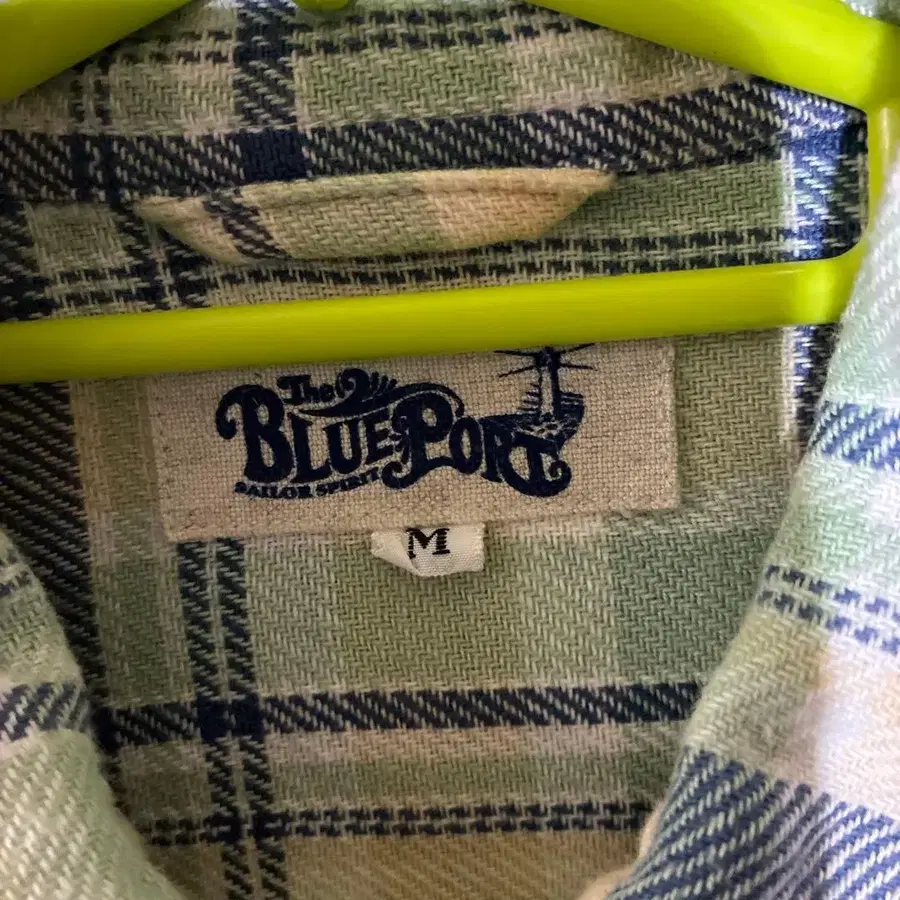 The
BLUE PORT
SAILOR SPIRIT
M